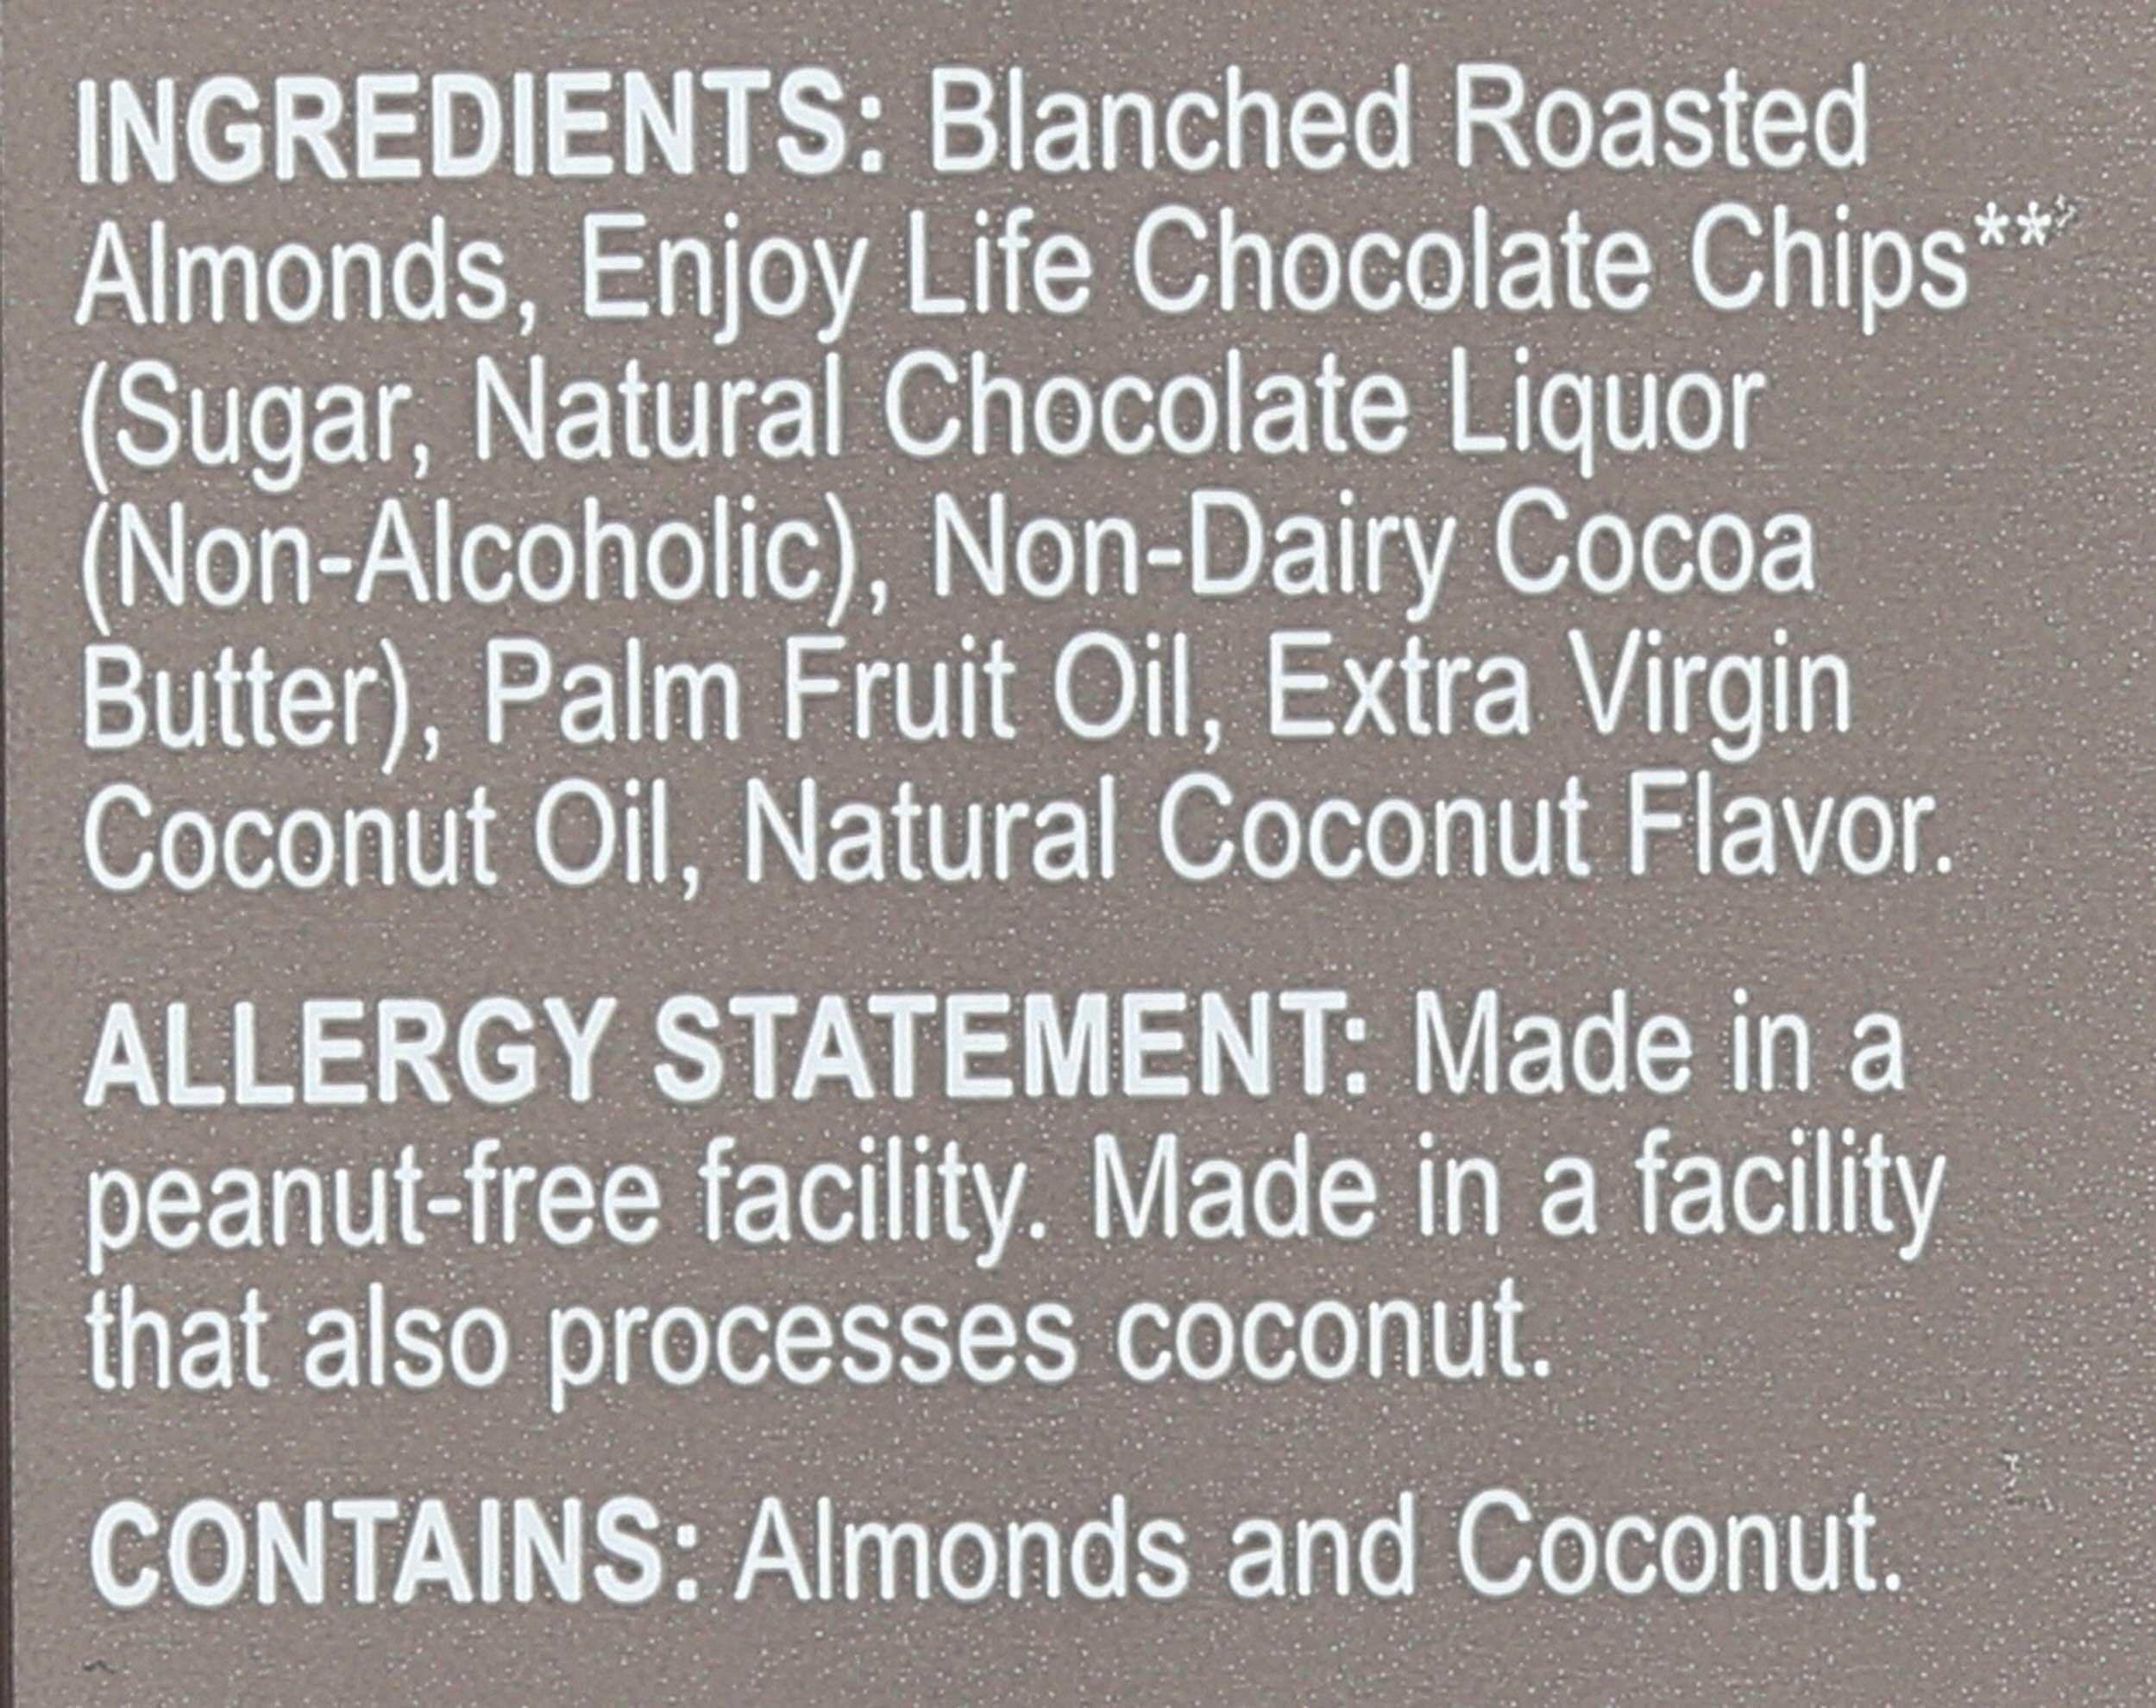 INGREDIENTS: Blanched Roasted
Almonds, Enjoy Life Chocolate Chips**
(Sugar, Natural Chocolate Liquor
(Non-Alcoholic), Non-Dairy Cocoa
Butter), Palm Fruit Oil, Extra Virgin
Coconut Oil, Natural Coconut Flavor.
ALLERGY STATEMENT: Made in a
peanut-free facility. Made in a facility
that also processes coconut.
CONTAINS: Almonds and Coconut.